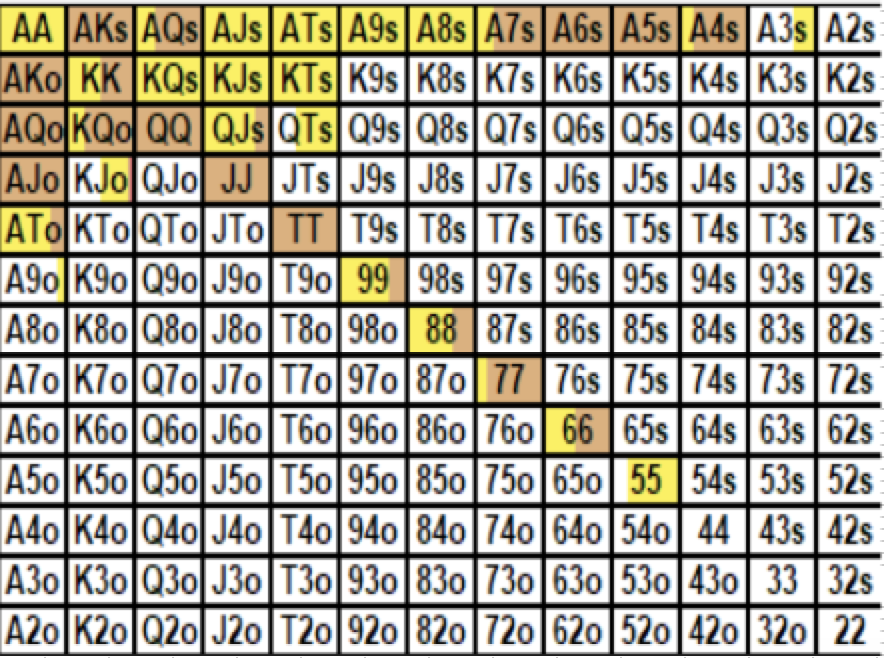 AA AKs AQs AJs ATs A9s A8s A7s A6s A5s A4s A3s A2s
AKo KK KQs KJs KTs K9s K8s K7s K6s K5s K4s K3s K2s
AQo KQo QQ QJs QTs Q9s Q8s Q7s Q6s Q5s Q4s Q3s Q2s
AJo KJo QJo JJ JTs J9s J8s J7s J6s J5s J4s J3s J2s
ATo KTo QTo JTo TT T9s T8s T7s T6s T5s T4s T3s T2s
A9o K9o Q9o J9o T9o 99 98s 97s 96s 95s 94s 93s 92s
A8o K8o Q8o J8o T8o 98o 88 87s 86s 85s 84s 83s 82s
A7o K7o Q7o J7o T7o 97o 87o 77 76s 75s 74s 73s 72s
A6o K6o Q6o J6o T6o 96o 86o 76o 66 65s 64s 63s 62s
A5o K5o Q5o J5o T5o 95o 85o 75o 65o 55 54s 53s 52s
A4o K4o Q4o J4o T4o 94o 84o 74o 64o 54o 44 43s 42s
A3o K3o Q3o J3o T3o 93o 83o 73o 63o 53o 43o 33 32s
A2o K2o Q2o J2o T2o 92o 82o 72o 62o 52o 42o 32o 22